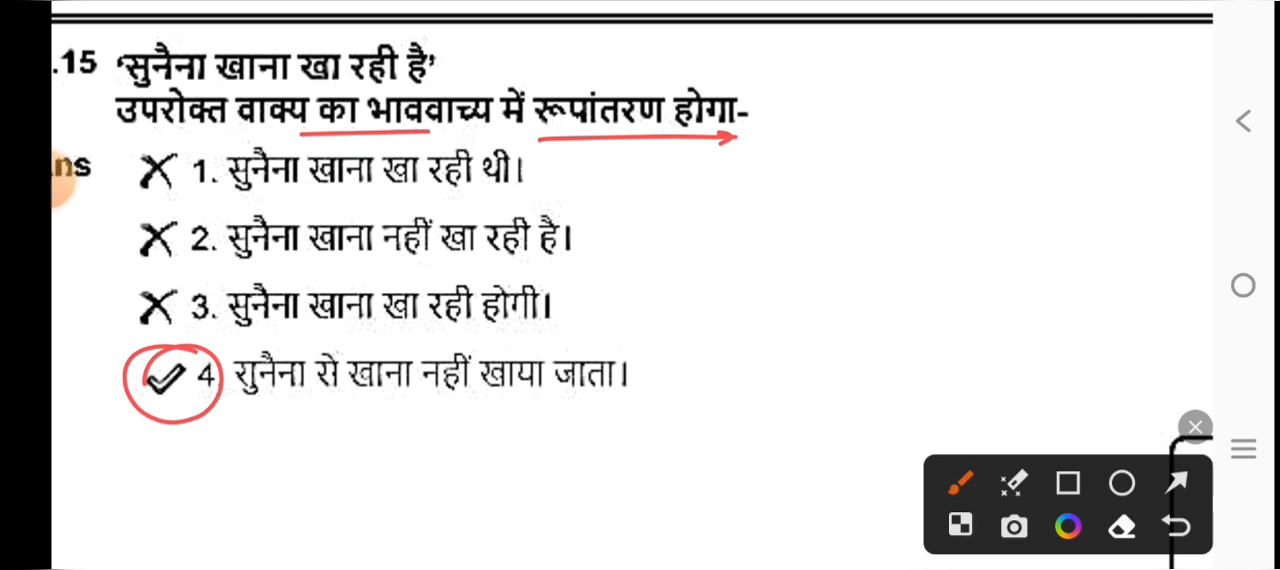 .15 ‘सुनैना खाना खा रही है’
उपरोक्त वाक्य का भाववाच्य में रूपांतरण होगा-
ns 1. सुनैना खाना खा रही थी।
2. सुनैना खाना नहीं खा रही है।
3. सुनैना खाना खा रही होगी।
4. सुनैना से खाना नहीं खाया जाता।